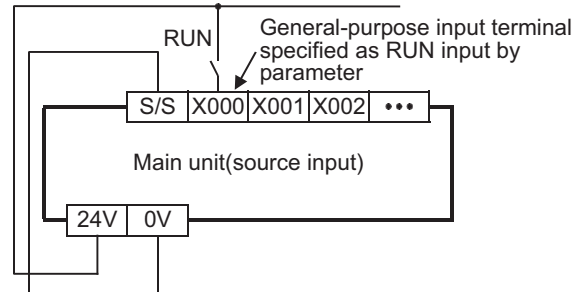 RUN
General-purpose input terminal
specified as RUN input by
parameter
S/S X000 X001 X002 •••
Main unit(source input)
24V 0V